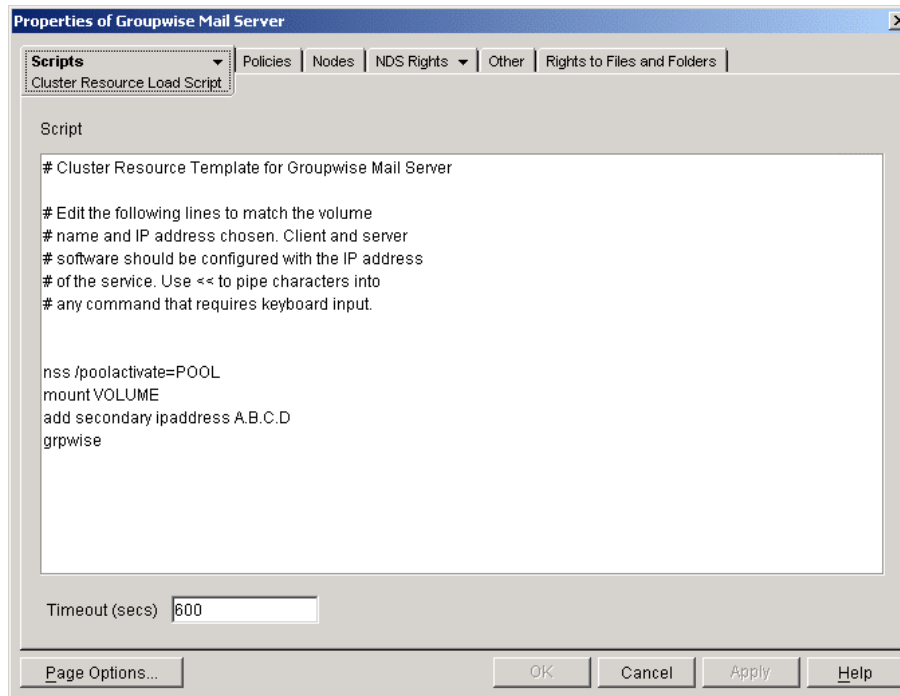 Properties of Groupwise Mail Server
Scripts Policies Nodes NDS Rights Other Rights to Files and Folders
Cluster Resource Load Script
Script
# Cluster Resource Template for Groupwise Mail Server
# Edit the following lines to match the volume
# name and IP address chosen. Client and server
# software should be configured with the IP address
# of the service. Use << to pipe characters into
# any command that requires keyboard input.
nss /poolactivate=POOL
mount VOLUME
add secondary ipaddress A.B.C.D
grpwise
Timeout (secs) 600
Page Options... OK Cancel Apply Help